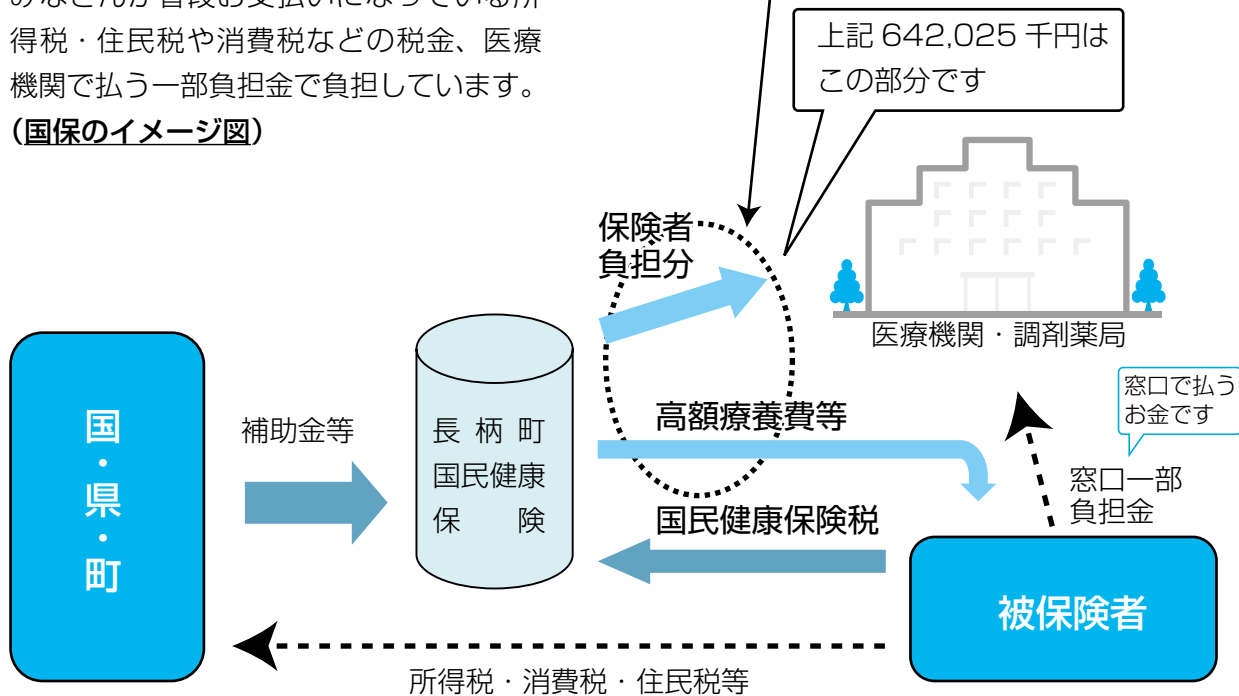 得税・住民税や消費税などの税金、医療
機関で払う一部負担金で負担しています。
（国保のイメージ図）
上記 642,025 千円は
この部分です
保険者
負担分
医療機関・調剤薬局
窓口で払う
お金です
国・県・町
補助金等
長柄町
国民健康
保険
高額療養費等
窓口一部
負担金
国民健康保険税
被保険者
所得税・消費税・住民税等